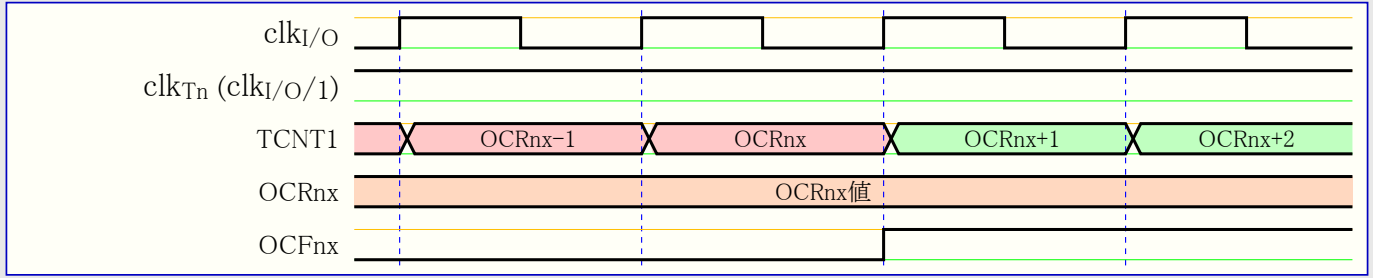 clkI/O
clkTn (clkI/O/1)
TCNT1 OCRnx-1 OCRnx OCRnx+1 OCRnx+2
OCRnx OCRnx値
OCFnx